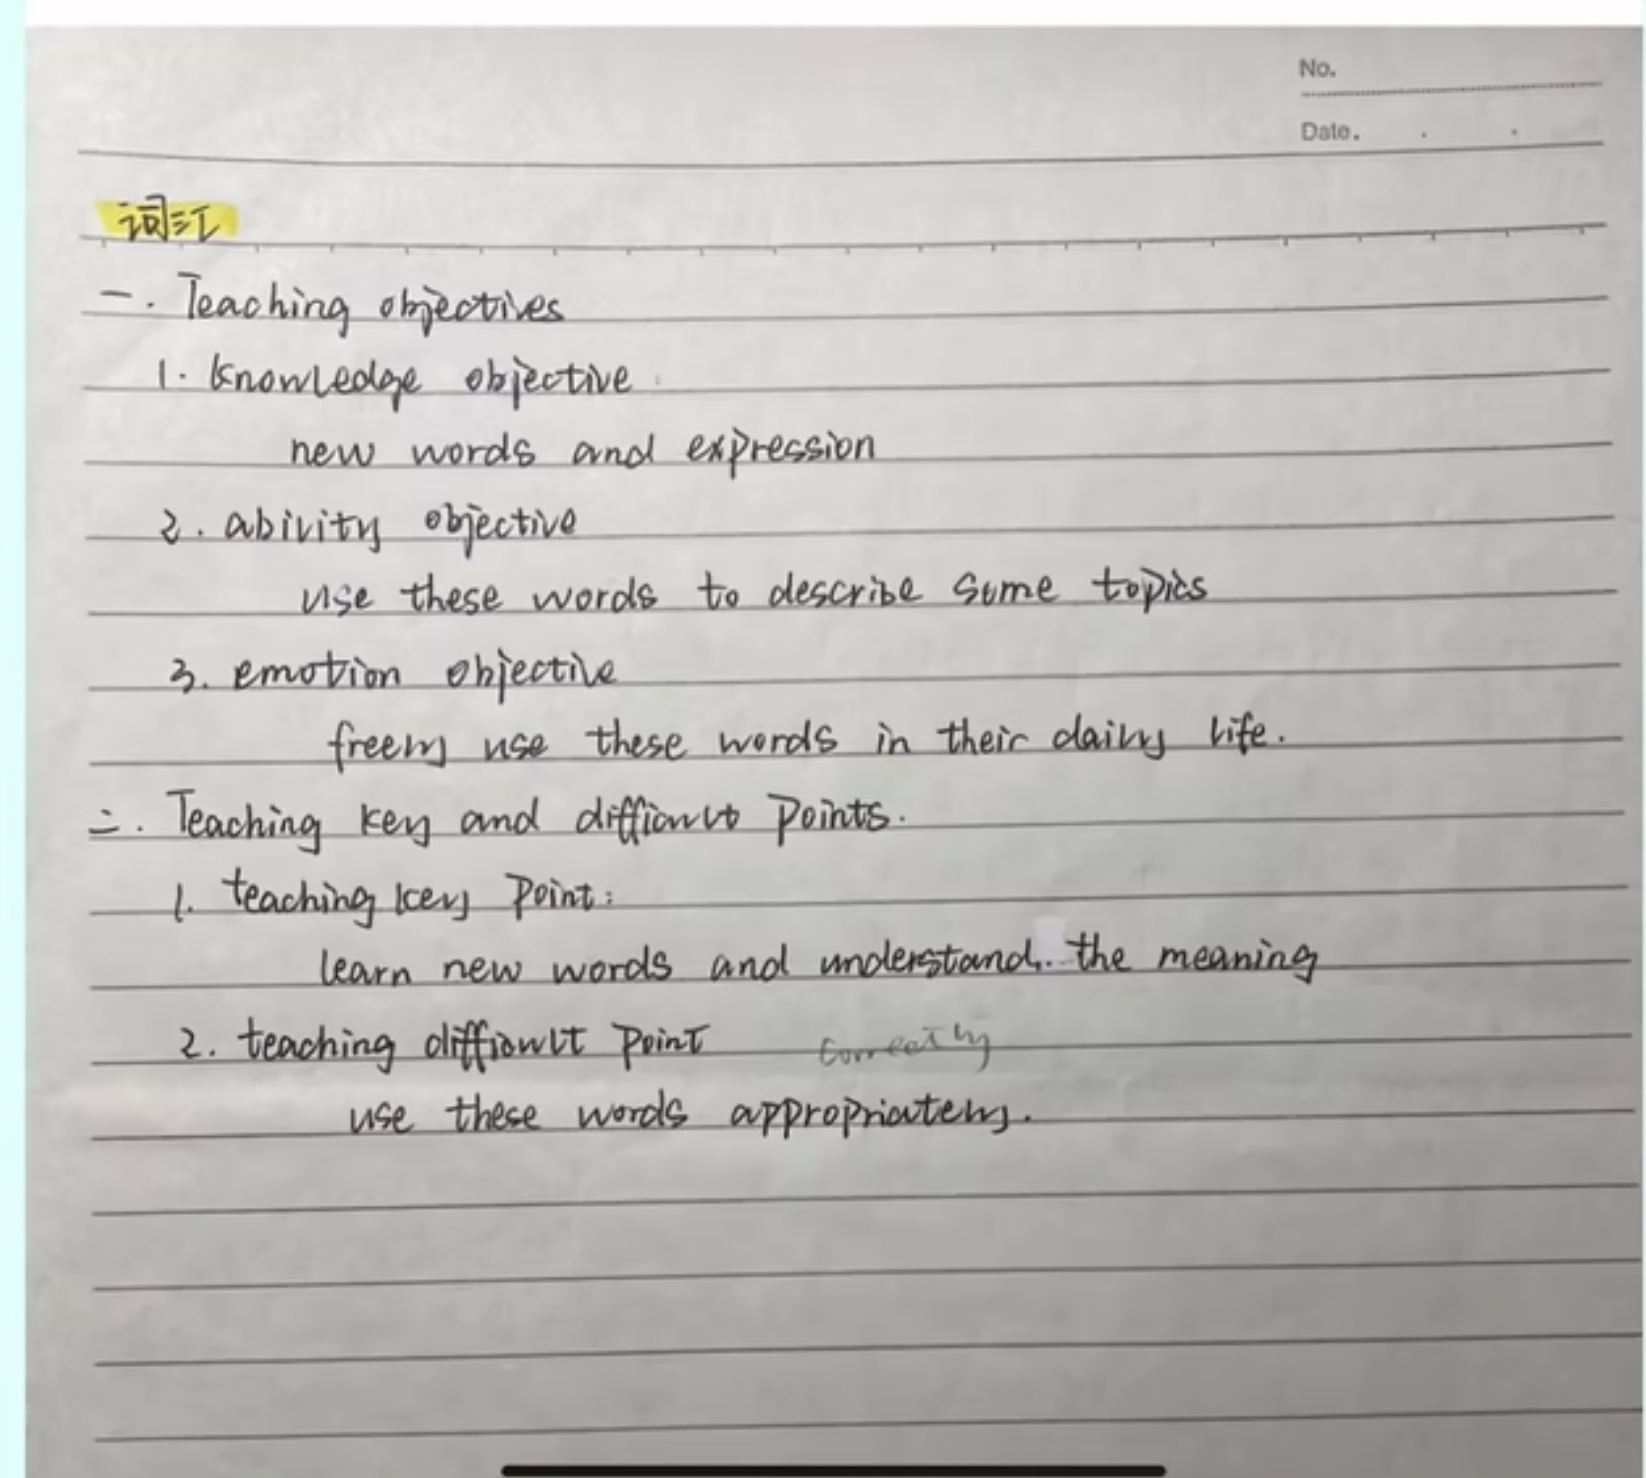 No.
Date.
词汇
一. Teaching objectives
1. knowledge objective
new words and expression
2. ability objective
use these words to describe some topics
3. emotion objective
freely use these words in their daily life.
二. Teaching key and difficult points.
1. teaching key point:
learn new words and understand. the meaning
2. teaching difficult point
correctly
use these words appropriately.